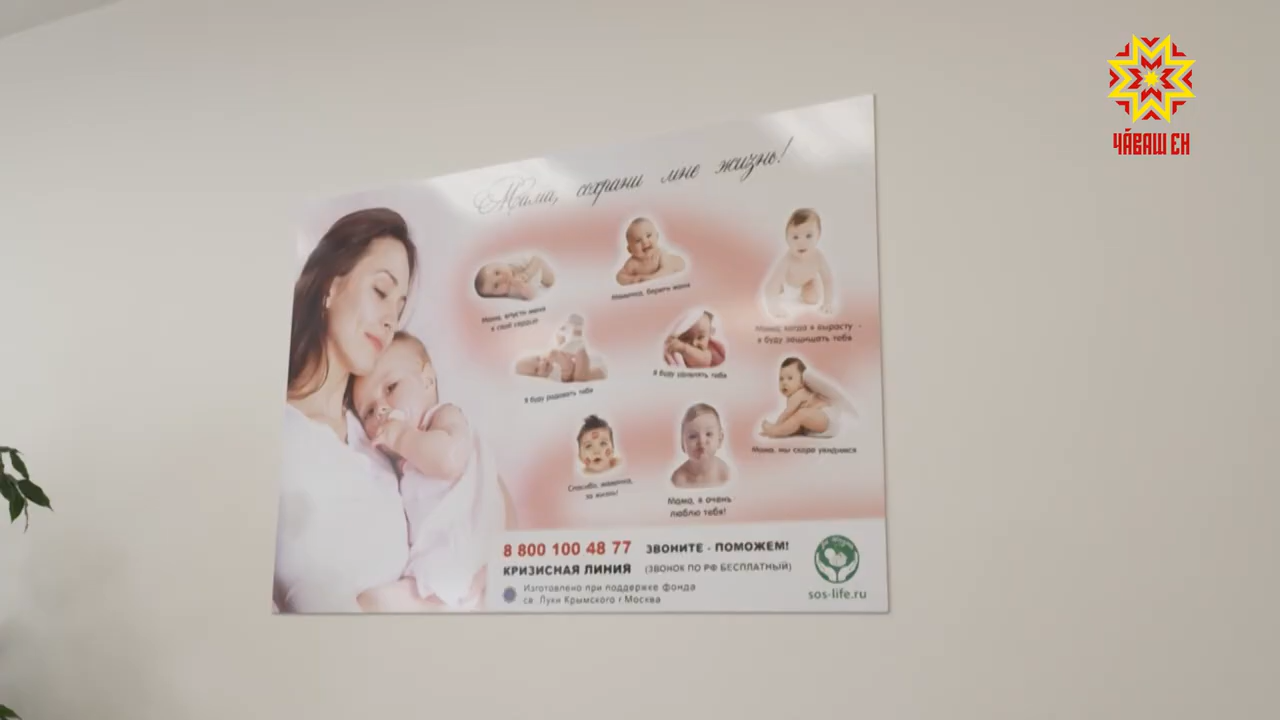 ЧӐВАШ ЕН
Мама, сохрани мне жизнь!
Мама, впусти меня
в своё сердце
Мамочка, береги меня
Мама, когда я вырасту -
я буду защищать тебя
Я буду радовать тебя
Я буду удивлять тебя
Мама, мы скоро увидимся
Спасибо, мамочка,
за жизнь!
Мама, я очень
люблю тебя!
8 800 100 48 77 ЗВОНИТЕ - ПОМОЖЕМ!
КРИЗИСНАЯ ЛИНИЯ (ЗВОНОК ПО РФ БЕСПЛАТНЫЙ)
Изготовлено при поддержке фонда
св. Луки Крымского г.Москва
sos-life.ru